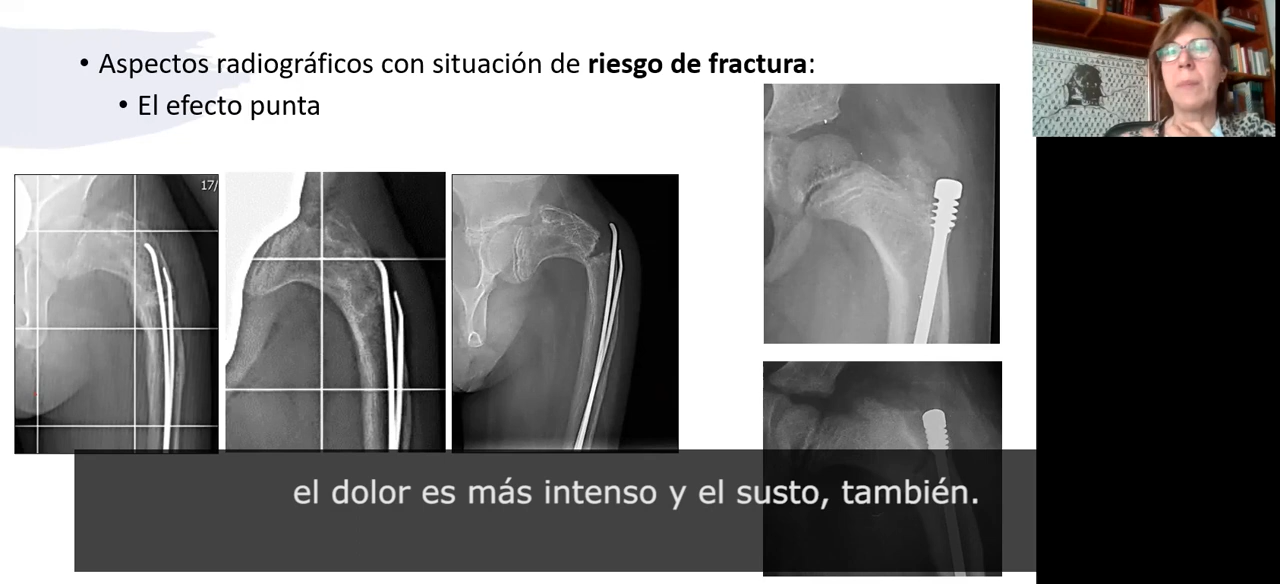 • Aspectos radiográficos con situación de riesgo de fractura:
• El efecto punta
17/
el dolor es más intenso y el susto, también.